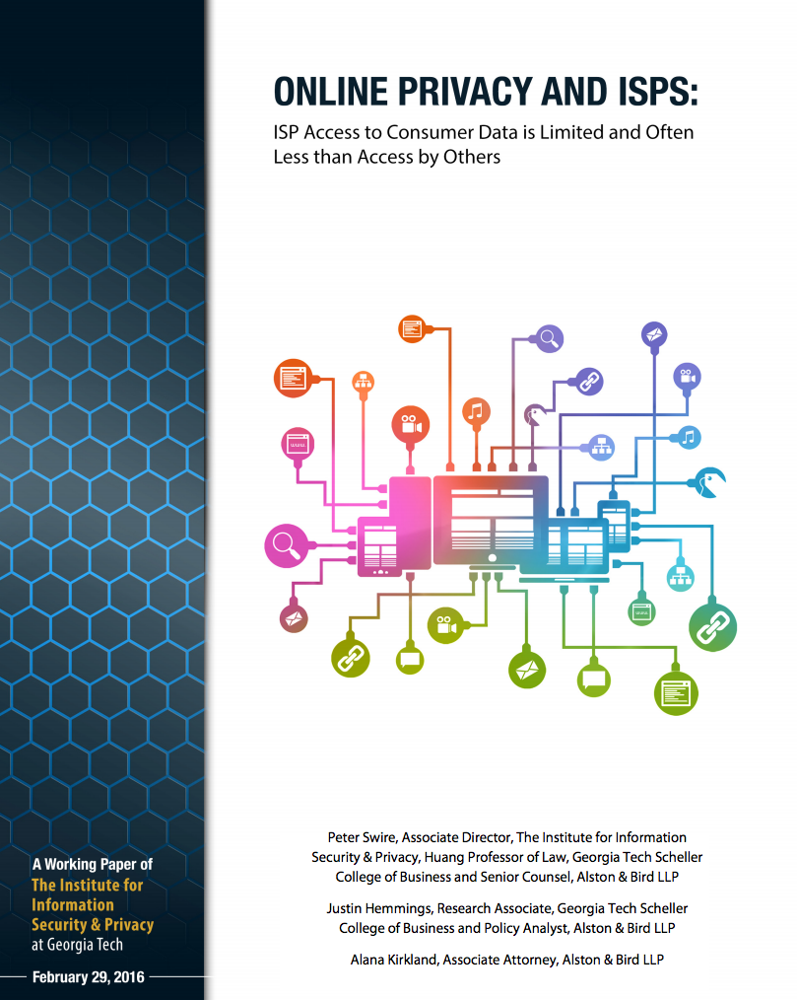 ONLINE PRIVACY AND ISPS:
ISP Access to Consumer Data is Limited and Often
Less than Access by Others
www
www
Peter Swire, Associate Director, The Institute for Information
Security & Privacy, Huang Professor of Law, Georgia Tech Scheller
College of Business and Senior Counsel, Alston & Bird LLP
Justin Hemmings, Research Associate, Georgia Tech Scheller
College of Business and Policy Analyst, Alston & Bird LLP
Alana Kirkland, Associate Attorney, Alston & Bird LLP
A Working Paper of
The Institute for
Information
Security & Privacy
at Georgia Tech
February 29, 2016